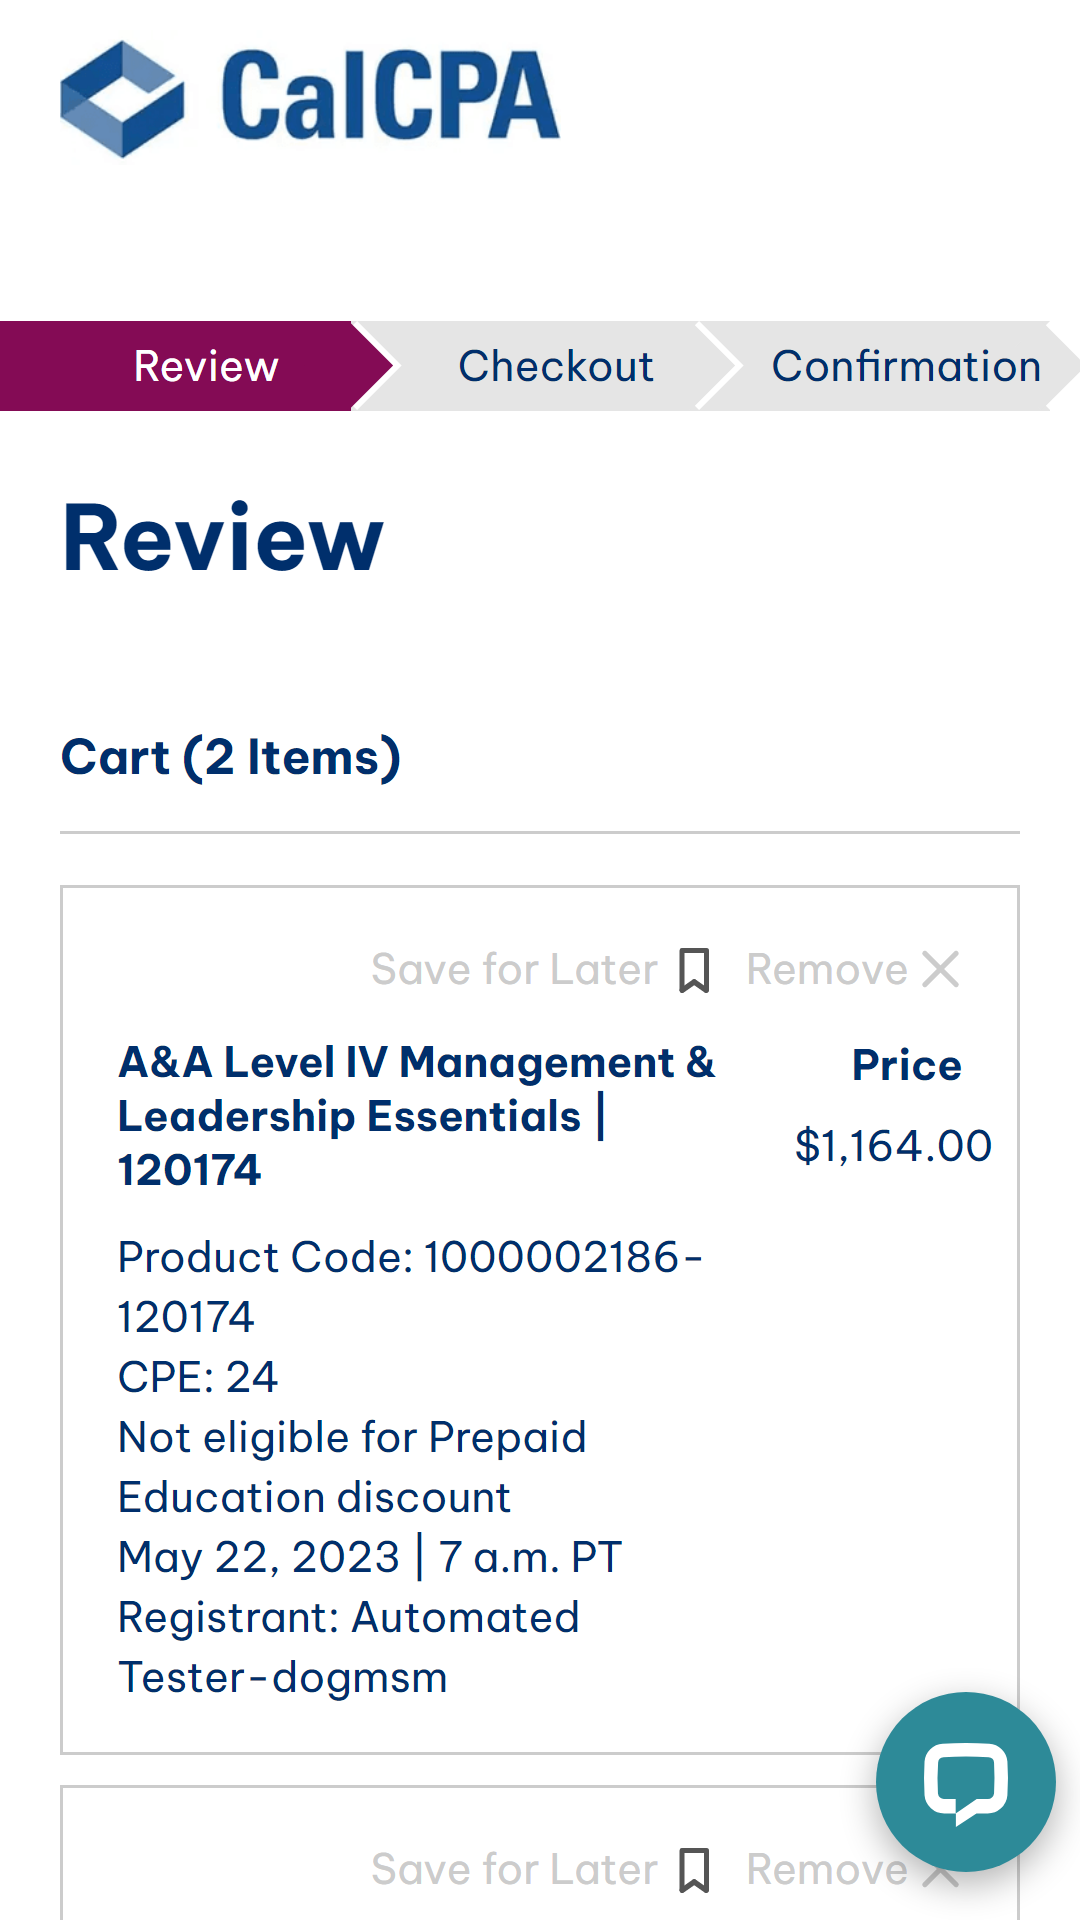 CalCPA
Review
Checkout
Confirmation
Review
Cart (2 Items)
Save for Later
Remove
A&A Level IV Management &
Leadership Essentials |
120174
Price
$1,164.00
Product Code: 1000002186-
120174
CPE: 24
Not eligible for Prepaid
Education discount
May 22, 2023 | 7 a.m. PT
Registrant: Automated
Tester-dogmsm
Save for Later
Remove